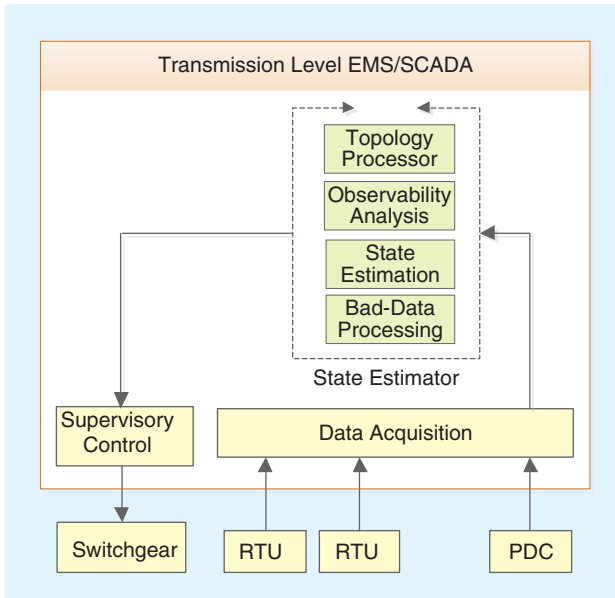 Transmission Level EMS/SCADA
Topology
Processor
Observability
Analysis
State
Estimation
Bad-Data
Processing
State Estimator
Supervisory
Control
Data Acquisition
Switchgear
RTU
RTU
PDC